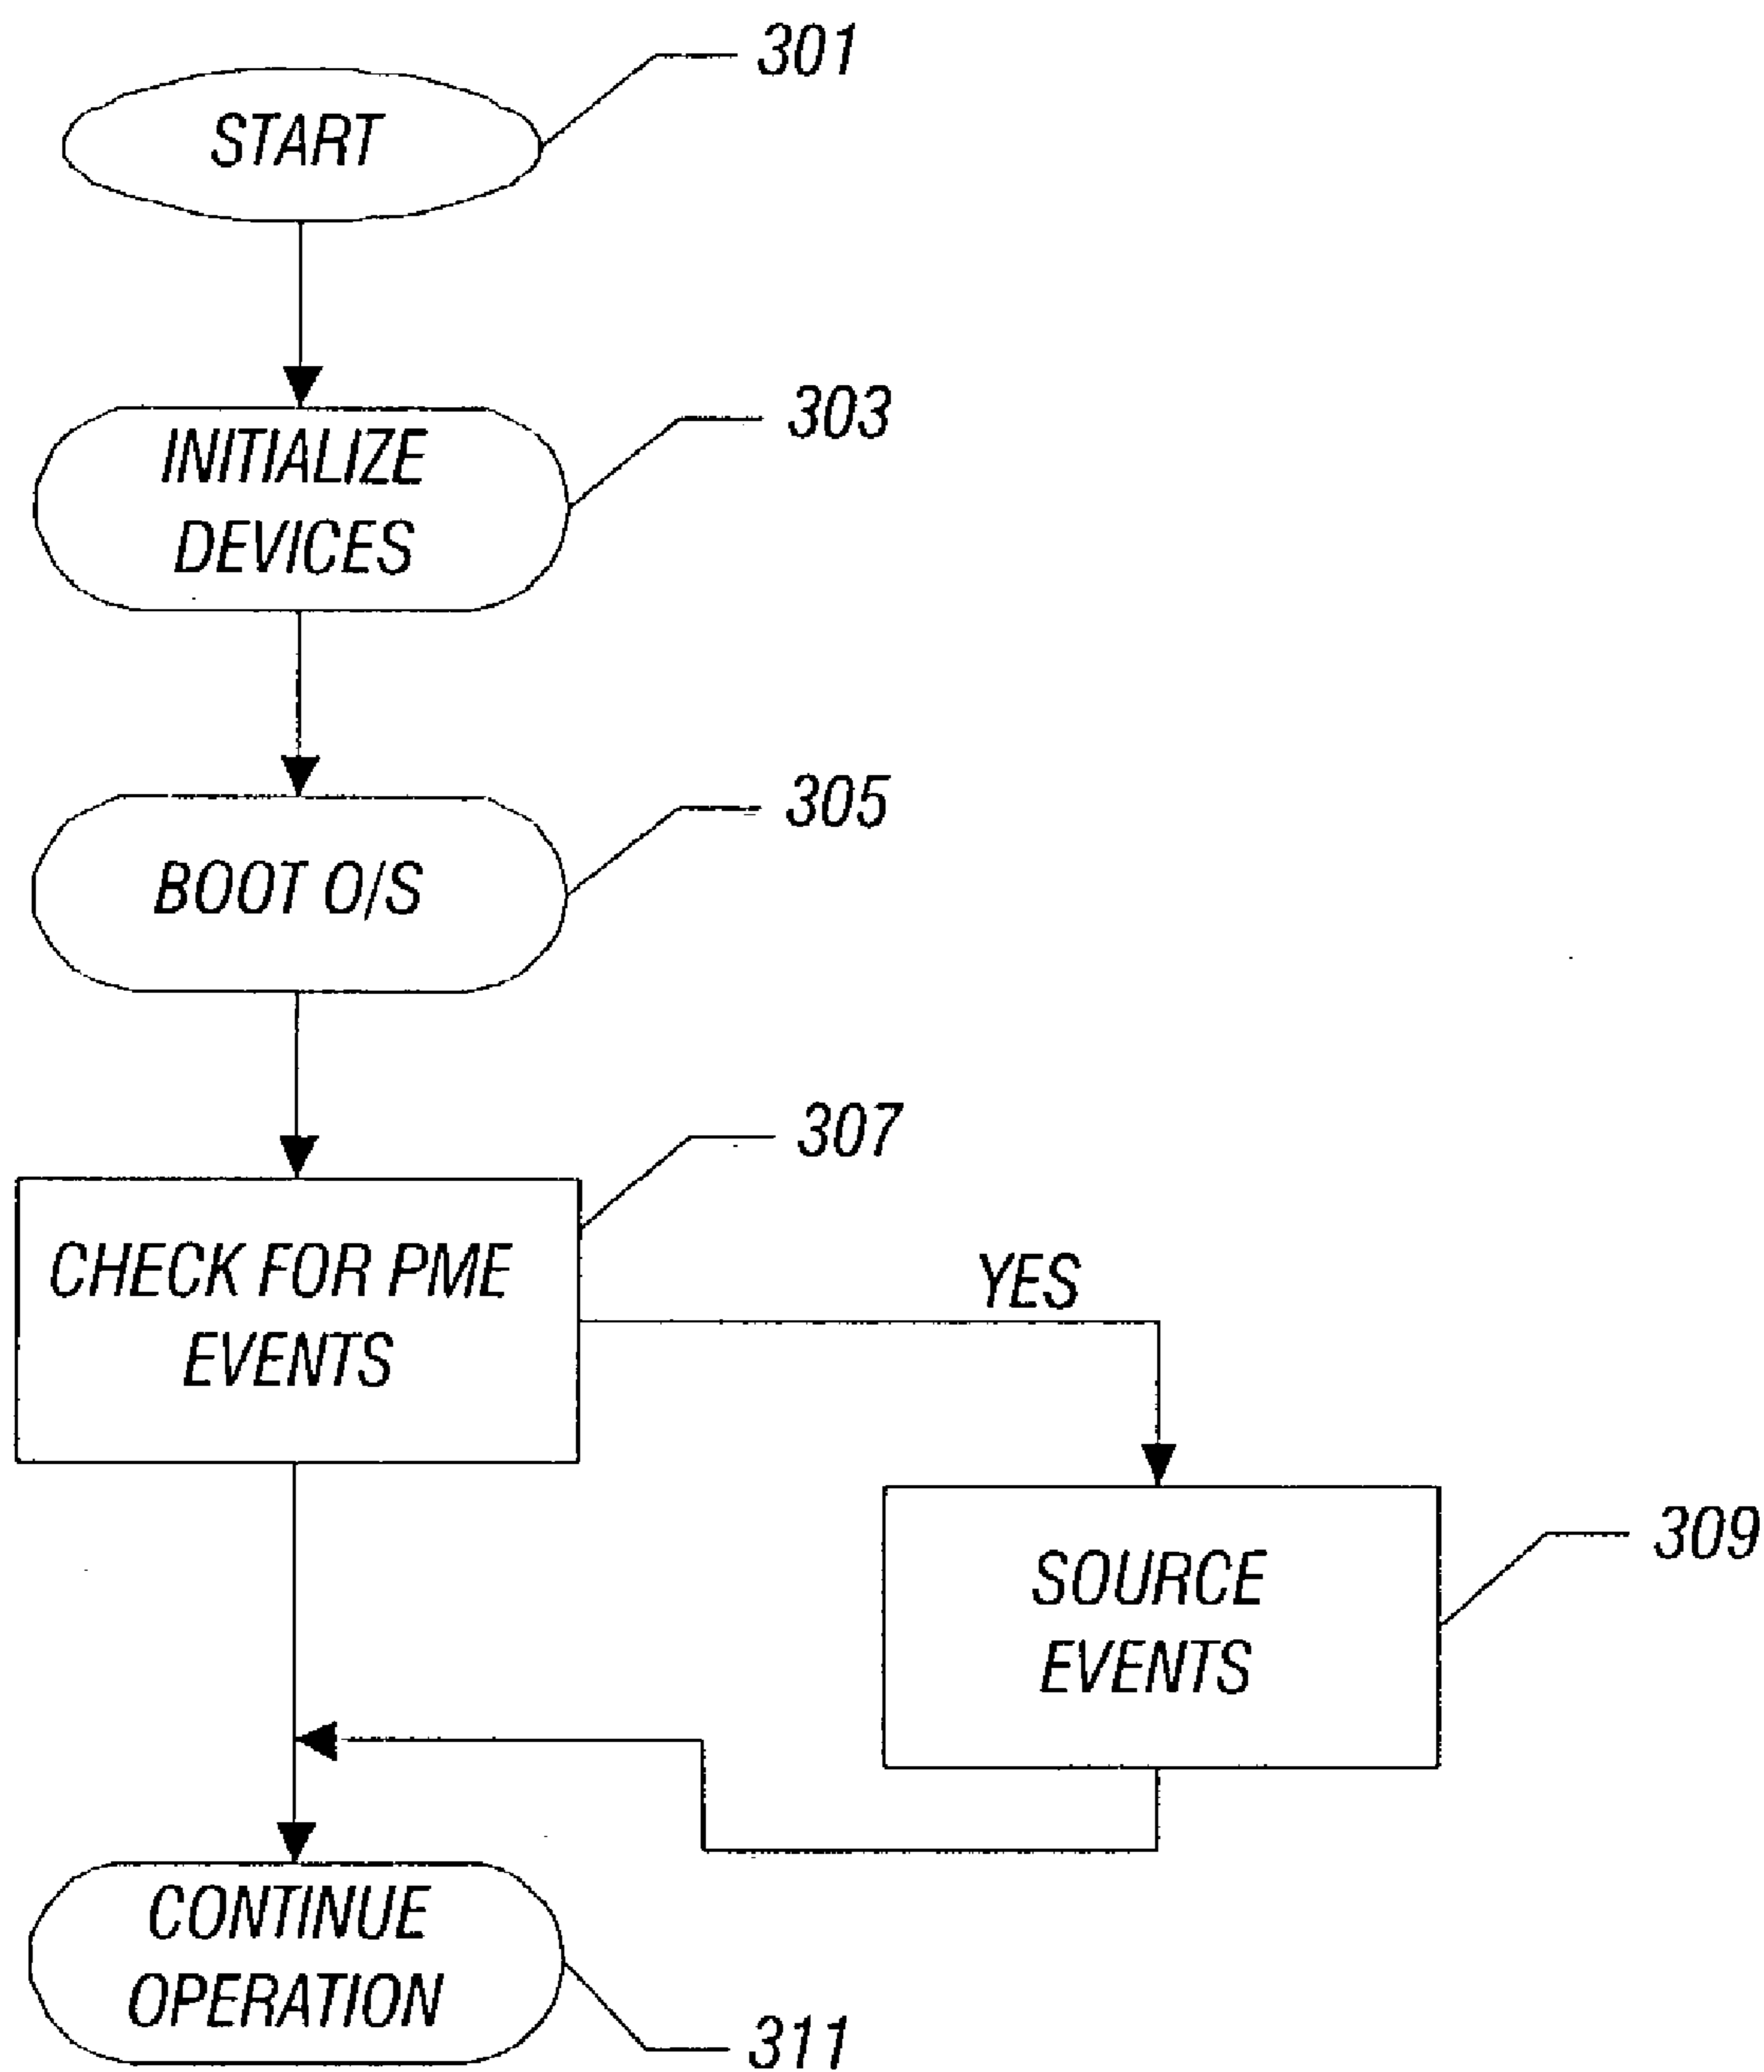 301
START
303
INITIALIZE
DEVICES
305
BOOT O/S
307
CHECK FOR PME
EVENTS
YES
309
SOURCE
EVENTS
CONTINUE
OPERATION
311